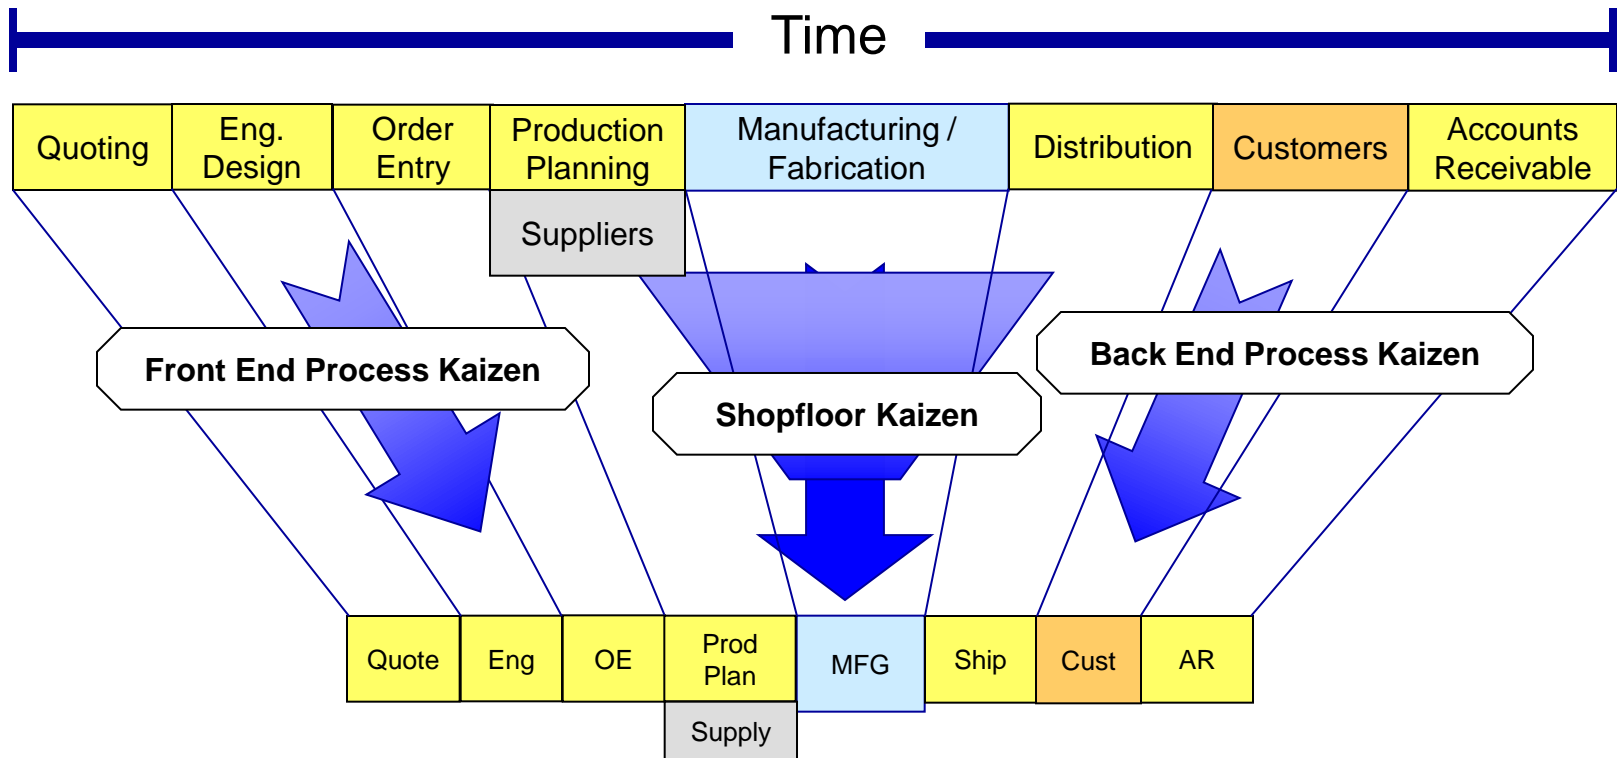 Time
Quoting
Eng.
Design
Order
Entry
Production
Planning
Manufacturing /
Fabrication
Distribution
Customers
Accounts
Receivable
Suppliers
Front End Process Kaizen
Shopfloor Kaizen
Back End Process Kaizen
Quote
Eng
OE
Prod
Plan
MFG
Ship
Cust
AR
Supply